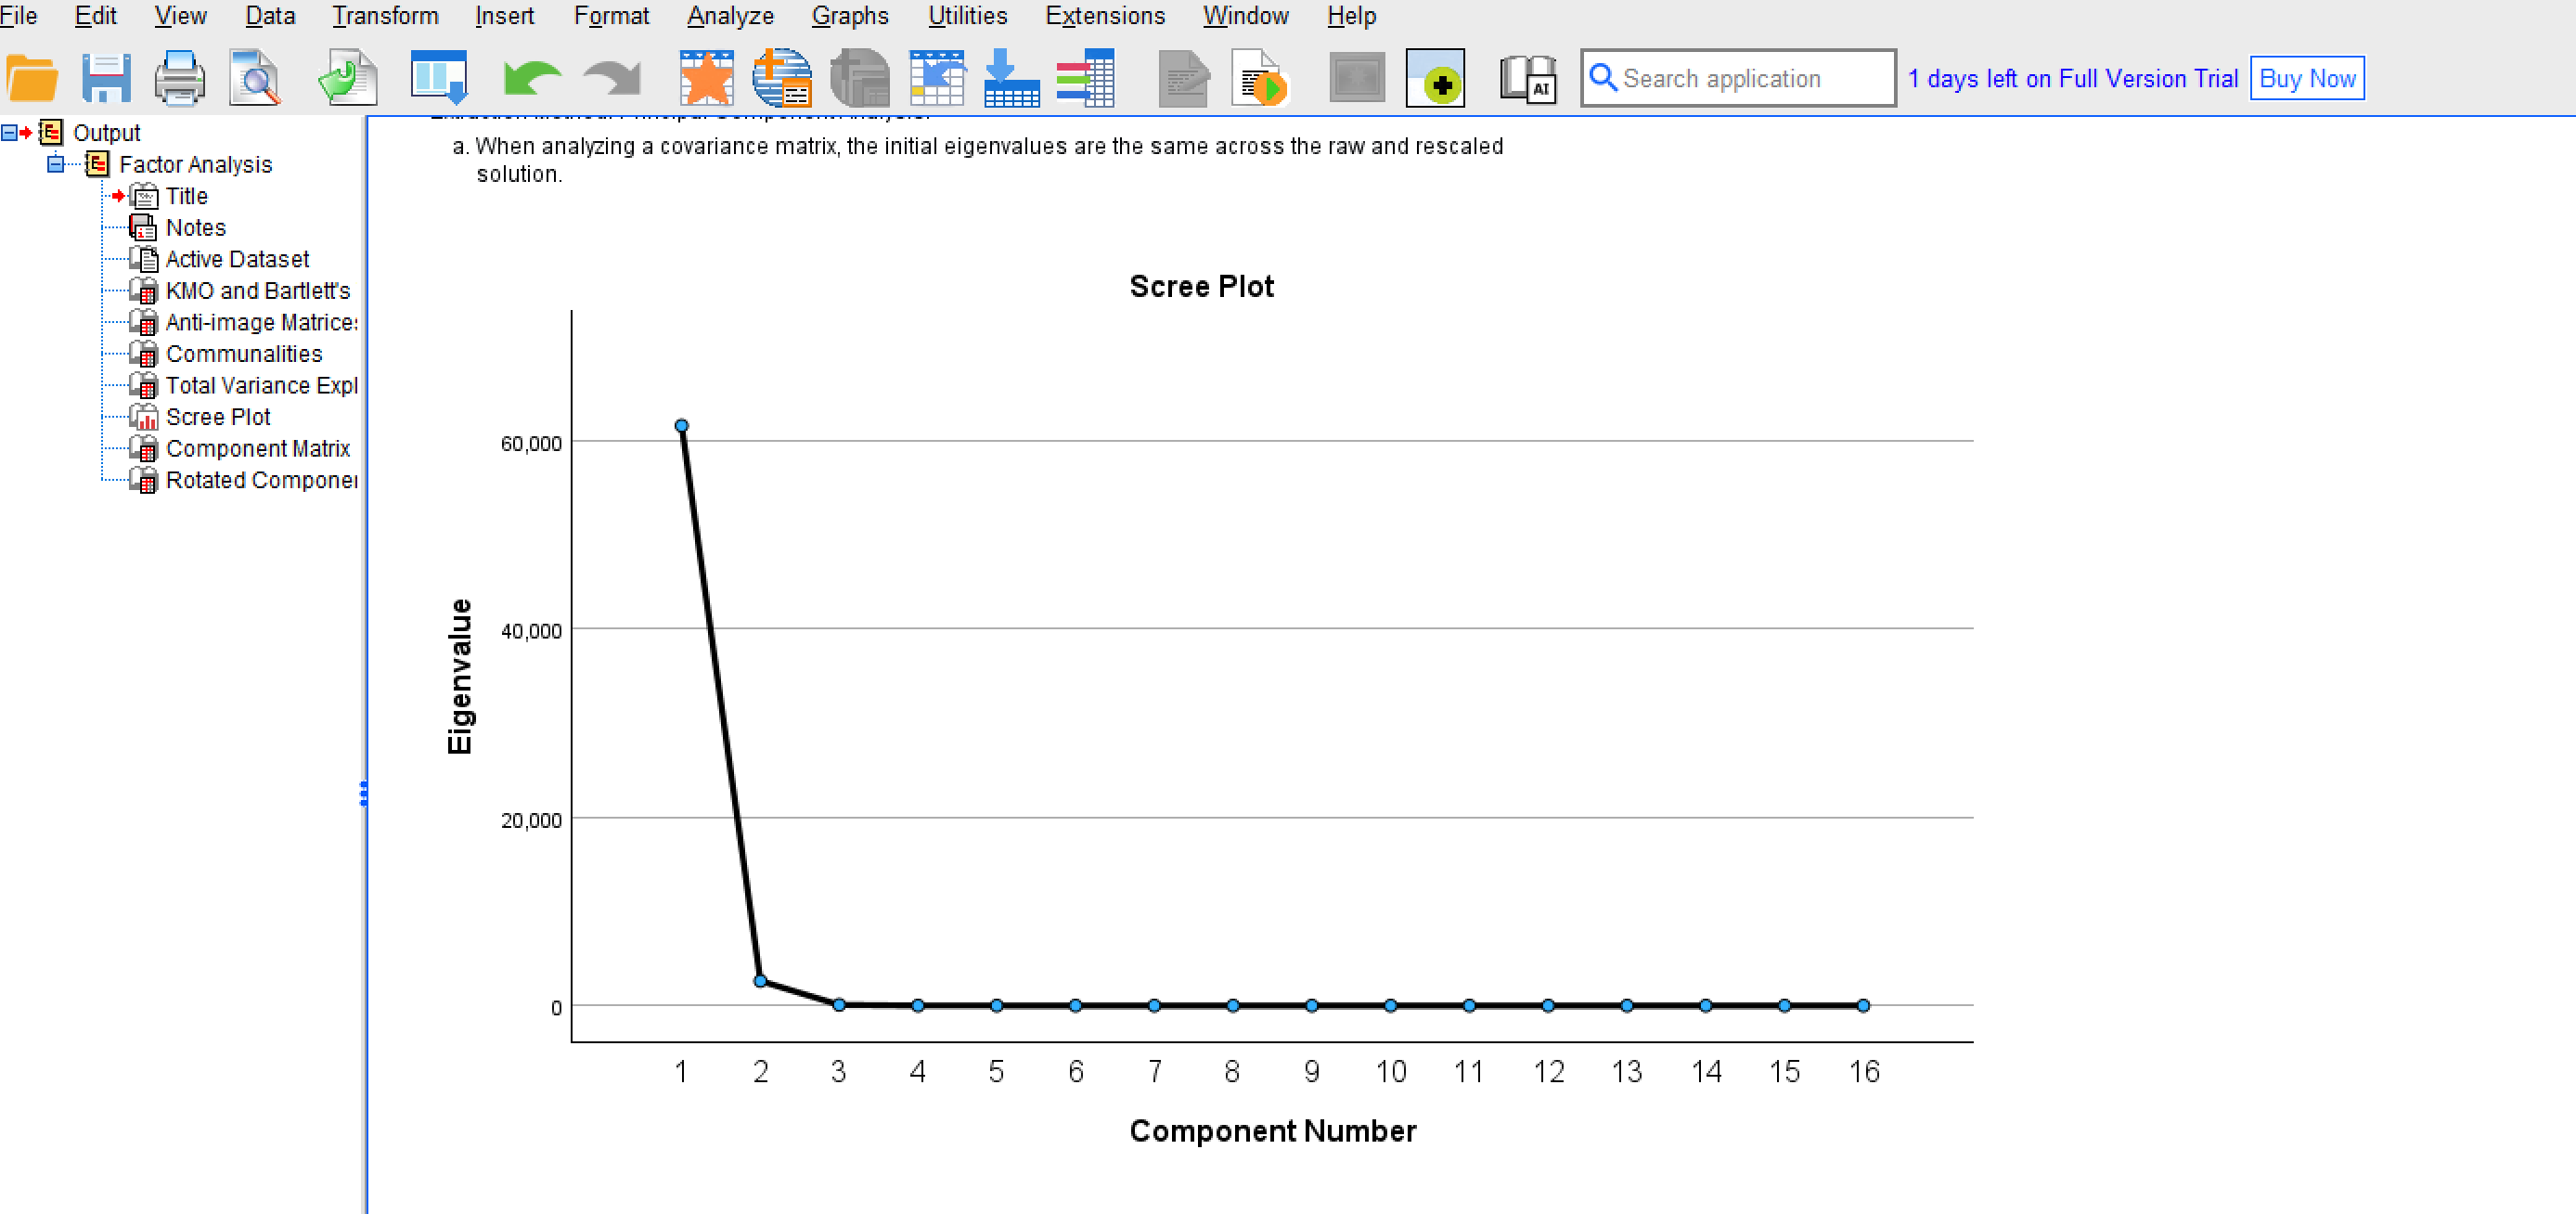 File Edit View Data Transform Insert Format Analyze Graphs Utilities Extensions Window Help
AI
Search application
1 days left on Full Version Trial
Buy Now
Output
Factor Analysis
Title
Notes
Active Dataset
KMO and Bartlett's
Anti-image Matrices
Communalities
Total Variance Expl
Scree Plot
Component Matrix
Rotated Compone
a. When analyzing a covariance matrix, the initial eigenvalues are the same across the raw and rescaled
solution.
Scree Plot
60,000
40,000
20,000
0
Eigenvalue
1 2 3 4 5 6 7 8 9 10 11 12 13 14 15 16
Component Number